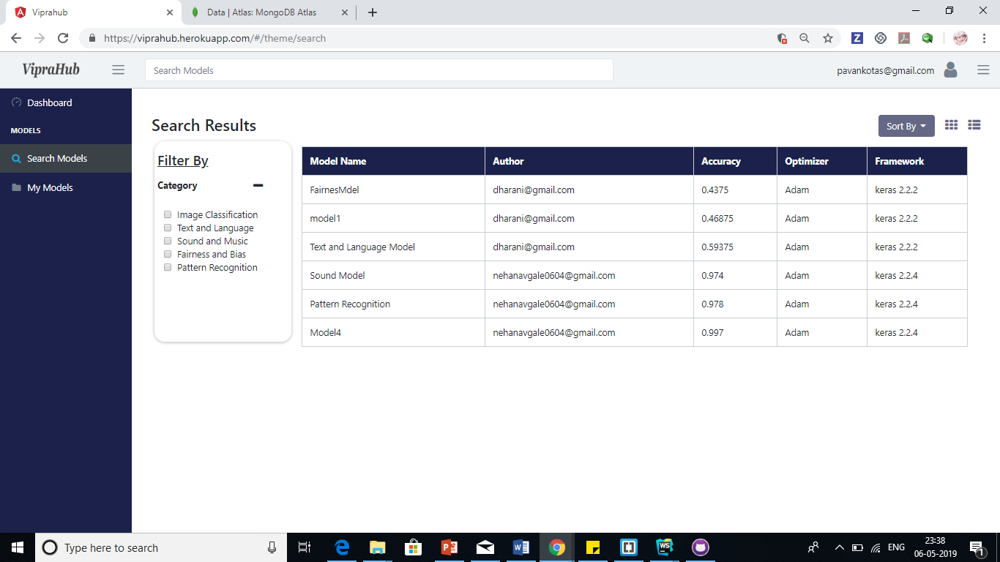 Viprahub
Data | Atlas: MongoDB Atlas
https://viprahub.herokuapp.com/#/theme/search
VipraHub
Search Models
pavankotas@gmail.com
Dashboard
MODELS
Search Models
My Models
Search Results
Sort By
Filter By
Category
Image Classification
Text and Language
Sound and Music
Fairness and Bias
Pattern Recognition
Model Name Author Accuracy Optimizer Framework
FairnesMdel dharani@gmail.com 0.4375 Adam keras 2.2.2
model1 dharani@gmail.com 0.46875 Adam keras 2.2.2
Text and Language Model dharani@gmail.com 0.59375 Adam keras 2.2.2
Sound Model nehanavgale0604@gmail.com 0.974 Adam keras 2.2.4
Pattern Recognition nehanavgale0604@gmail.com 0.978 Adam keras 2.2.4
Model4 nehanavgale0604@gmail.com 0.997 Adam keras 2.2.4
Type here to search
ENG
23:38
06-05-2019
1